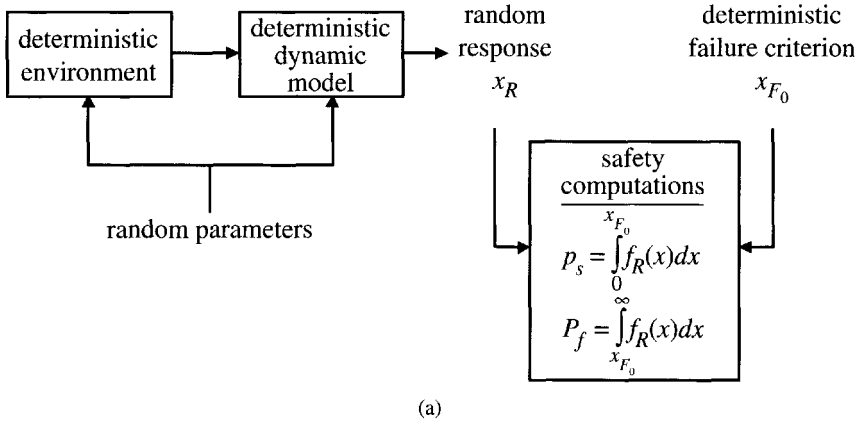 deterministic
environment
deterministic
dynamic
model
random
response
x_R
deterministic
failure criterion
x_{F_0}
random parameters
safety
computations
p_s = ∫_0^{x_{F_0}} f_R(x)dx
P_f = ∫_{x_{F_0}}^∞ f_R(x)dx
(a)